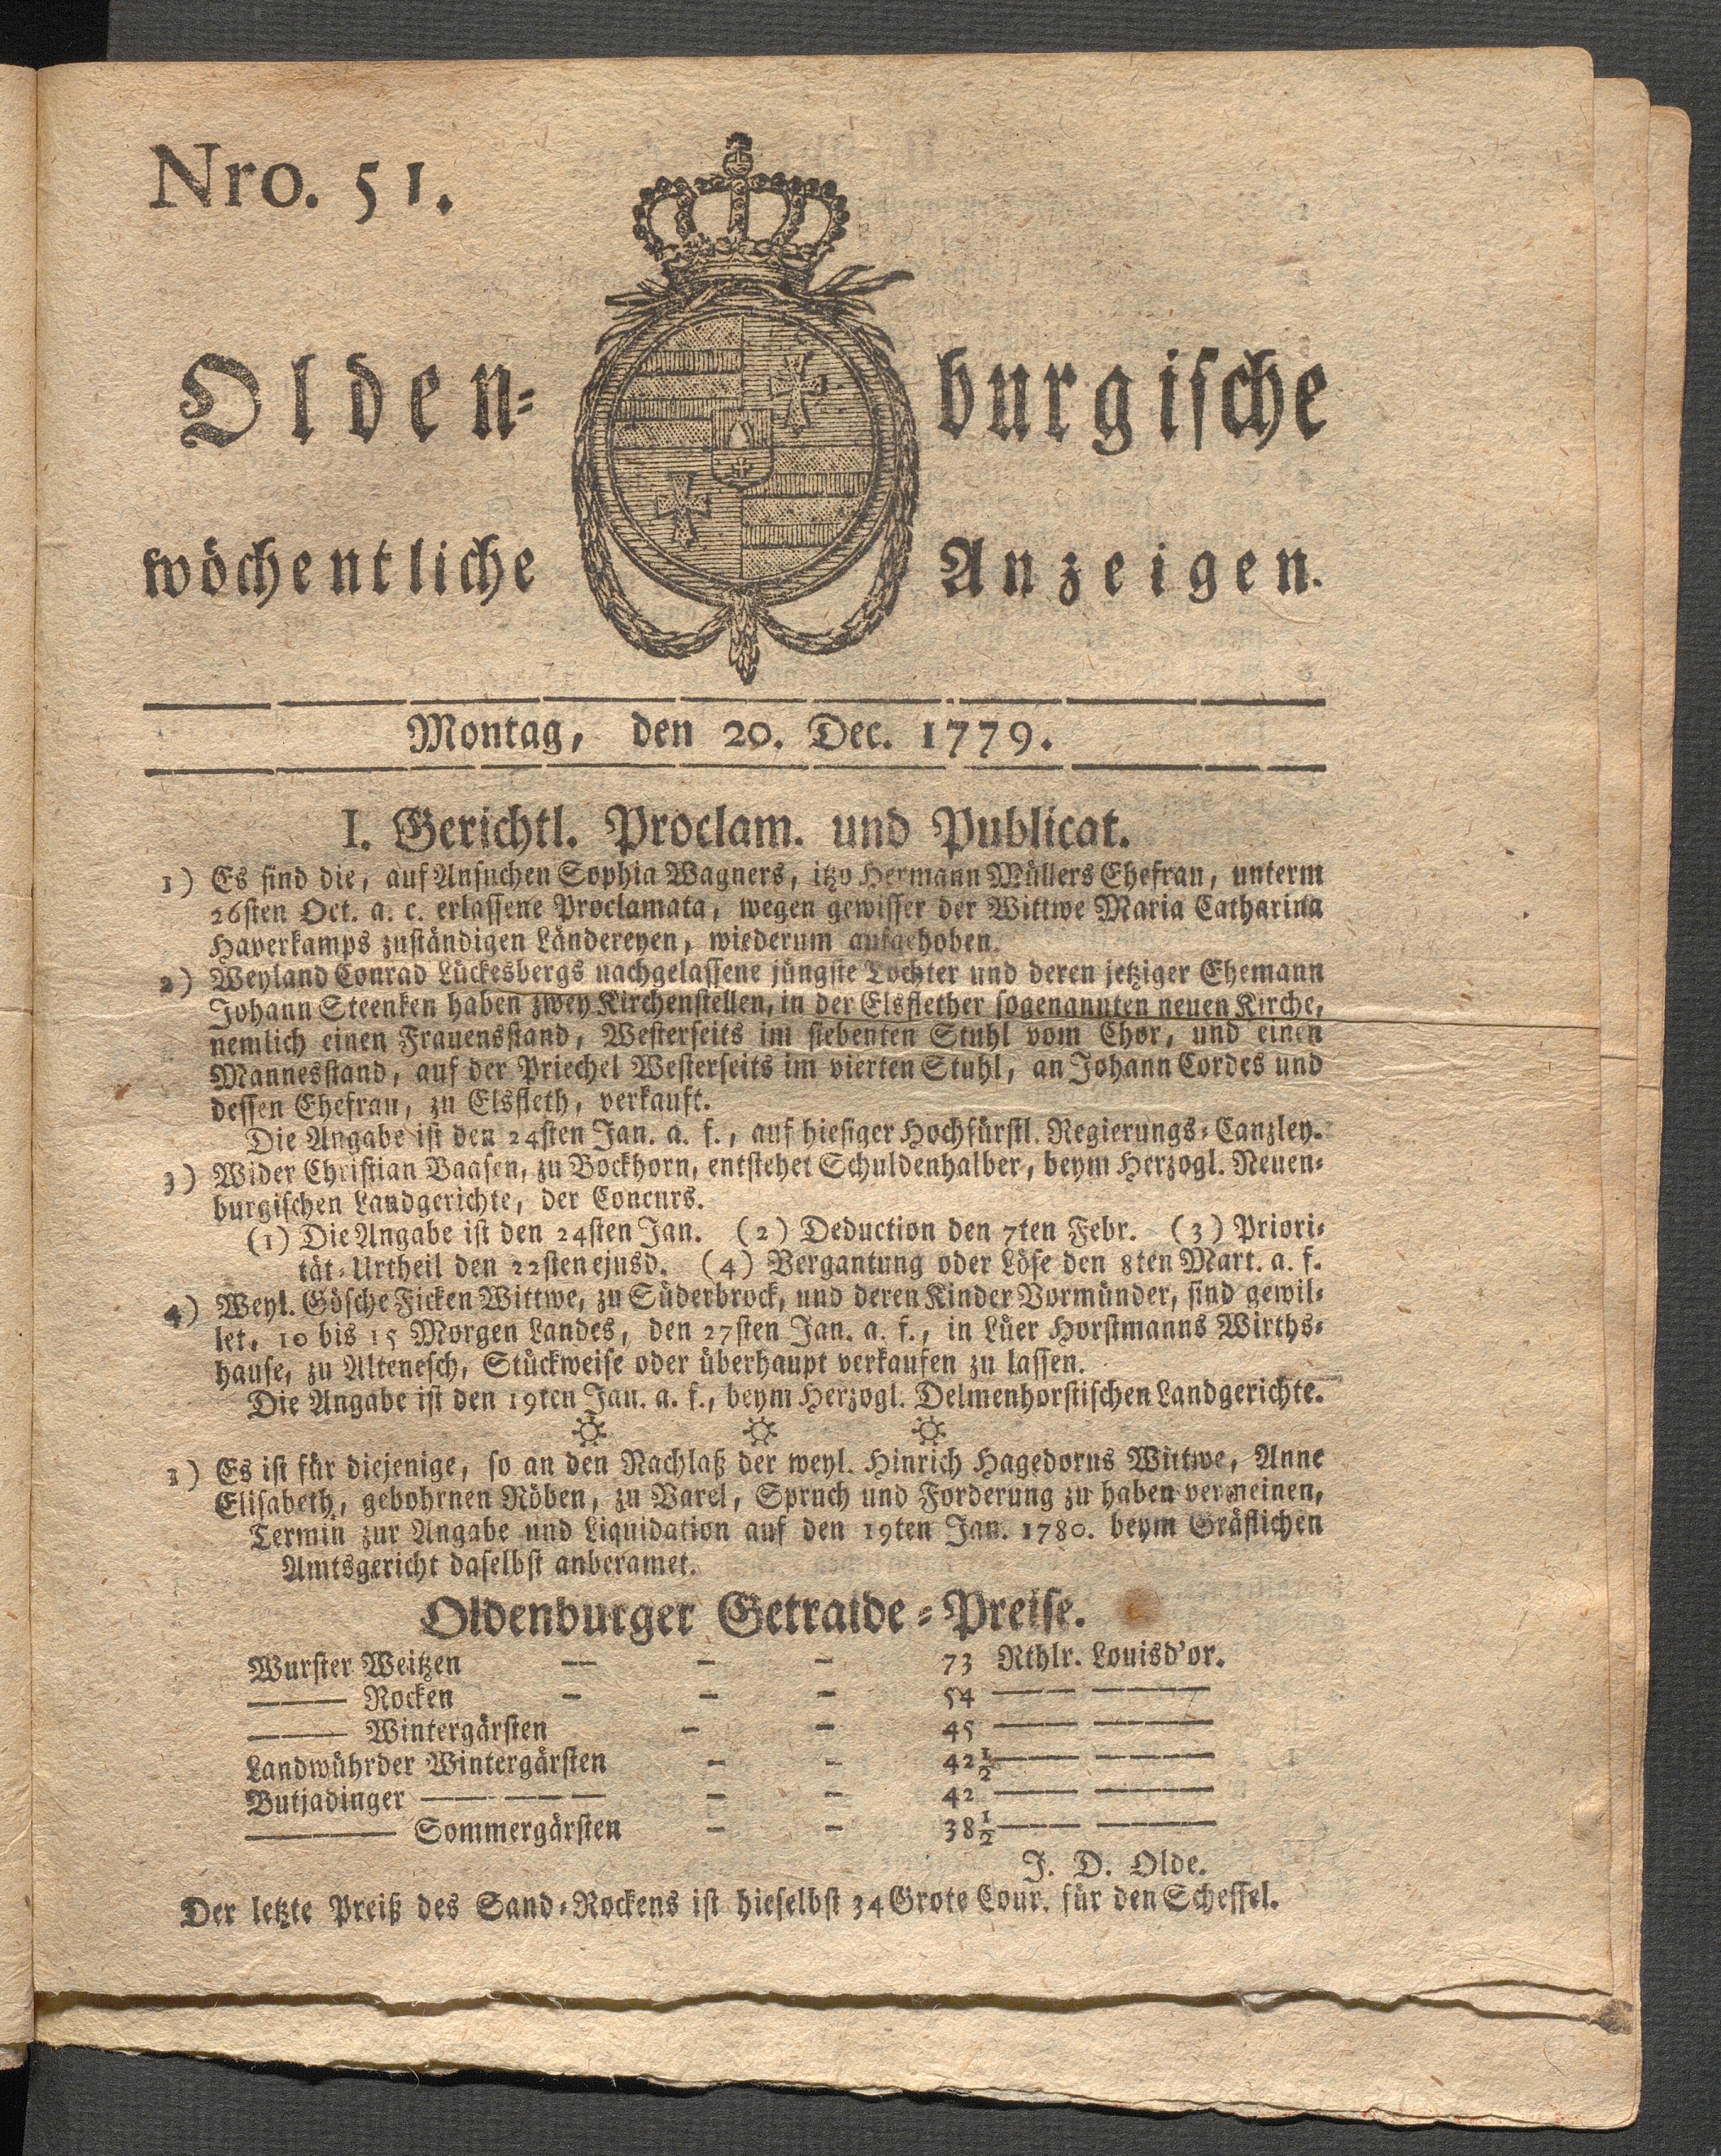 Nro. 51.
Olden- burgische
wöchentliche Anzeigen.
Montag, den 20. Dec. 1779.
I. Gerichtl. Proclam. und Publicat.
1) Es sind die, auf Ansuchen Sophia Wagners, itzo Hermann Müllers Ehefrau, unterm
26sten Oct. a. c. erlassene Proclamata, wegen gewisser der Wittwe Maria Catharina
Haverkamps zuständigen Ländereyen, wiederum aufgehoben.
2) Weyland Conrad Lückesbergs nachgelassene jüngste Tochter und deren jetziger Ehemann
Johann Steenken haben zwey Kirchenstellen, in der Elsflether sogenannten neuen Kirche,
nemlich einen Frauensstand, Westerseits im siebenten Stuhl vom Chor, und einen
Mannesstand, auf der Priechel Westerseits im vierten Stuhl, an Johann Cordes und
dessen Ehefrau, zu Elsfleth, verkauft.
Die Angabe ist den 24sten Jan. a. f., auf hiesiger Hochfürstl. Regierungs-Canzley.
3) Wider Christian Baasen, zu Bockhorn, entstehet Schuldenhalber, beym Herzogl. Neuen-
burgischen Landgerichte, der Concurs.
(1) Die Angabe ist den 24sten Jan. (2) Deduction den 7ten Febr. (3) Priori-
tät-Urtheil den 22sten ejusd. (4) Vergantung oder Löse den 8ten Mart. a. f.
4) Weyl. Gösche Ficken Wittwe, zu Süderbrock, und deren Kinder Vormünder, sind gewil-
let, 10 bis 15 Morgen Landes, den 27sten Jan. a. f., in Lüer Horstmanns Wirths-
hause, zu Altenesch, Stückweise oder überhaupt verkaufen zu lassen.
Die Angabe ist den 19ten Jan. a. f., beym Herzogl. Delmenhorstischen Landgerichte.
1) Es ist für diejenige, so an den Nachlaß der weyl. Hinrich Hagedorns Wittwe, Anne
Elisabeth, gebohrnen Röben, zu Varel, Spruch und Forderung zu haben vermeinen,
Termin zur Angabe und Liquidation auf den 19ten Jan. 1780. beym Gräflichen
Amtsgericht daselbst anberamet.
Oldenburger Getraide-Preise.
Wurster Weitzen — - - 73 Rthlr. Louisd'or.
——— Rocken - - - 54 ——— ———
——— Wintergärsten - - 45 ——— ———
Landwührder Wintergärsten - - 42½ ——— ———
Butjadinger ——— ——— - - 42 ——— ———
———— Sommergärsten - - 38½ ——— ———
J. D. Olde.
Der letzte Preiß des Sand-Rockens ist hieselbst 34 Grote Cour. für den Scheffel.